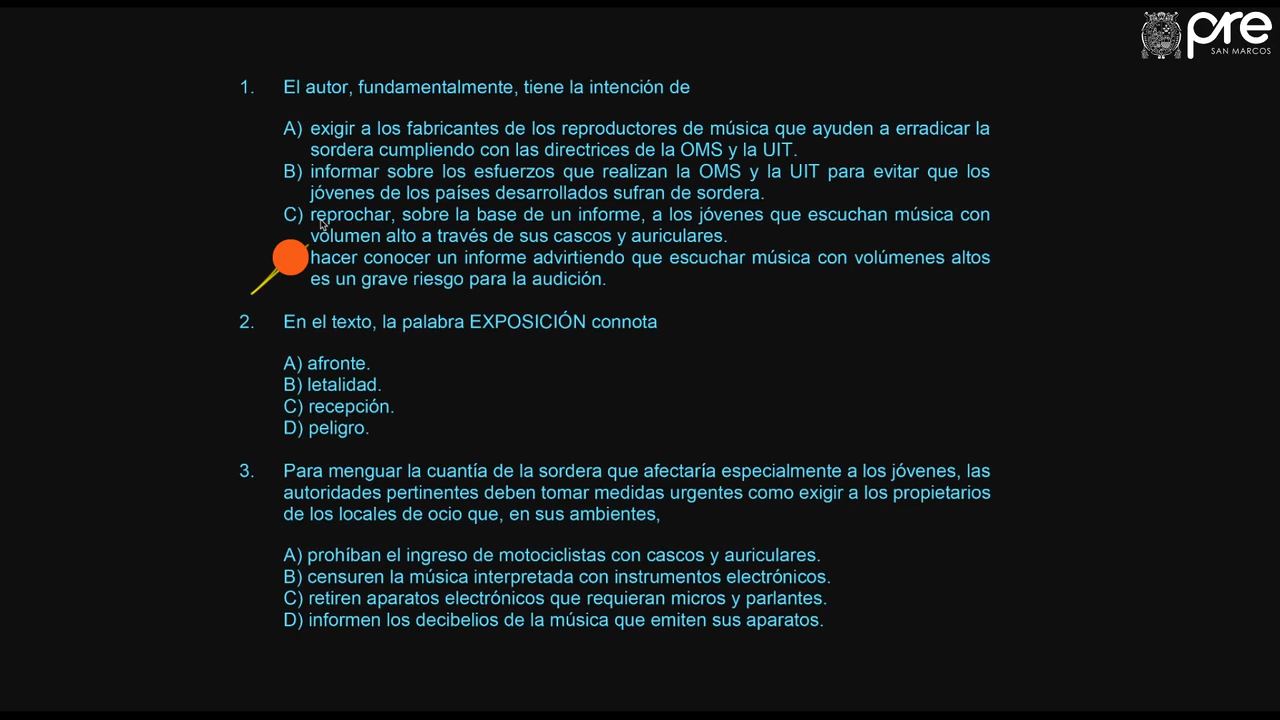 pre
SAN MARCOS
1. El autor, fundamentalmente, tiene la intención de
A) exigir a los fabricantes de los reproductores de música que ayuden a erradicar la
sordera cumpliendo con las directrices de la OMS y la UIT.
B) informar sobre los esfuerzos que realizan la OMS y la UIT para evitar que los
jóvenes de los países desarrollados sufran de sordera.
C) reprochar, sobre la base de un informe, a los jóvenes que escuchan música con
volumen alto a través de sus cascos y auriculares.
hacer conocer un informe advirtiendo que escuchar música con volúmenes altos
es un grave riesgo para la audición.
2. En el texto, la palabra EXPOSICIÓN connota
A) afronte.
B) letalidad.
C) recepción.
D) peligro.
3. Para menguar la cuantía de la sordera que afectaría especialmente a los jóvenes, las
autoridades pertinentes deben tomar medidas urgentes como exigir a los propietarios
de los locales de ocio que, en sus ambientes,
A) prohíban el ingreso de motociclistas con cascos y auriculares.
B) censuren la música interpretada con instrumentos electrónicos.
C) retiren aparatos electrónicos que requieran micros y parlantes.
D) informen los decibelios de la música que emiten sus aparatos.